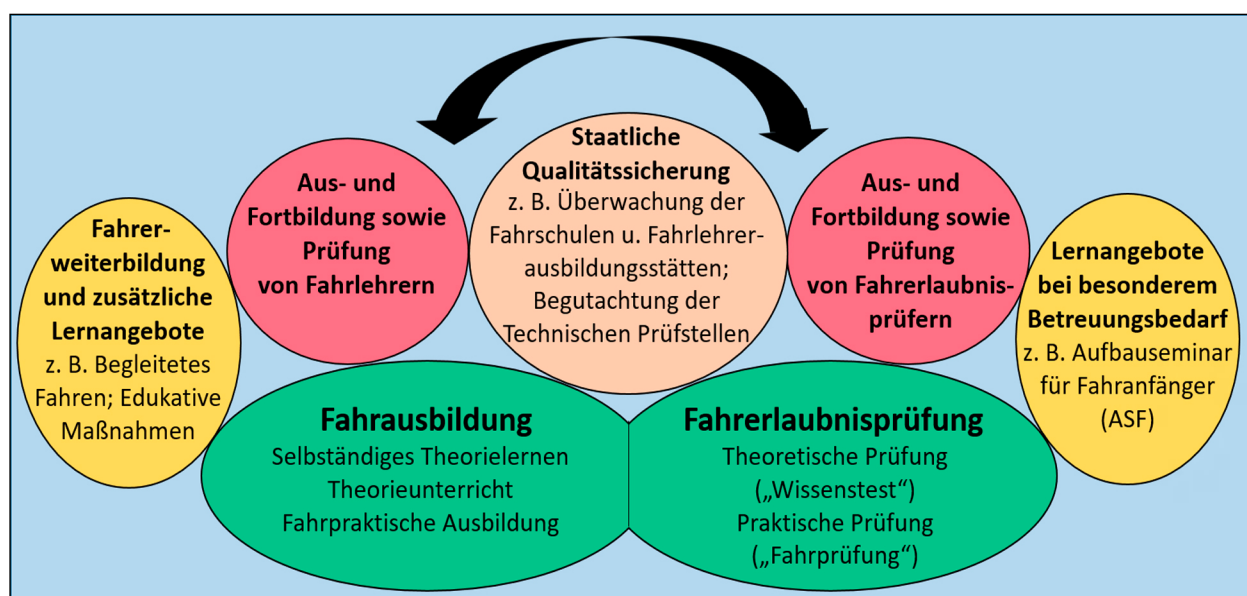 Fahrer-
weiterbildung
und zusätzliche
Lernangebote
z. B. Begleitetes
Fahren; Edukative
Maßnahmen
Aus- und
Fortbildung sowie
Prüfung
von Fahrlehrern
Staatliche
Qualitätssicherung
z. B. Überwachung der
Fahrschulen u. Fahrlehrer-
ausbildungsstätten;
Begutachtung der
Technischen Prüfstellen
Aus- und
Fortbildung sowie
Prüfung
von Fahrerlaubnis-
prüfern
Lernangebote
bei besonderem
Betreuungsbedarf
z. B. Aufbauseminar
für Fahranfänger
(ASF)
Fahrausbildung
Selbständiges Theorielernen
Theorieunterricht
Fahrpraktische Ausbildung
Fahrerlaubnisprüfung
Theoretische Prüfung
(„Wissenstest“)
Praktische Prüfung
(„Fahrprüfung“)